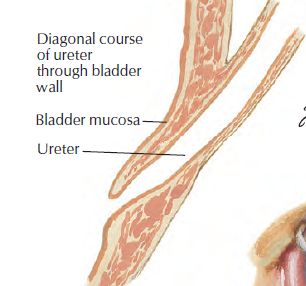 Diagonal course
of ureter
through bladder
wall
Bladder mucosa
Ureter